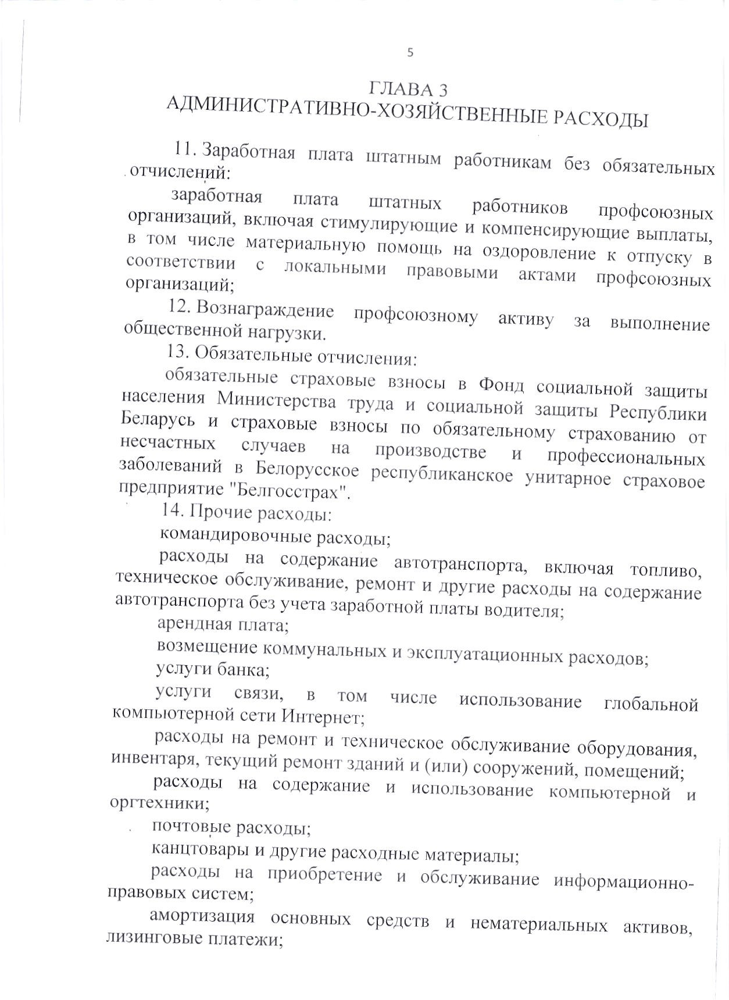 5
ГЛАВА 3
АДМИНИСТРАТИВНО-ХОЗЯЙСТВЕННЫЕ РАСХОДЫ
11. Заработная плата штатным работникам без обязательных
отчислений:
заработная плата штатных работников профсоюзных
организаций, включая стимулирующие и компенсирующие выплаты,
в том числе материальную помощь на оздоровление к отпуску в
соответствии с локальными правовыми актами профсоюзных
организаций;
12. Вознаграждение профсоюзному активу за выполнение
общественной нагрузки.
13. Обязательные отчисления:
обязательные страховые взносы в Фонд социальной защиты
населения Министерства труда и социальной защиты Республики
Беларусь и страховые взносы по обязательному страхованию от
несчастных случаев на производстве и профессиональных
заболеваний в Белорусское республиканское унитарное страховое
предприятие "Белгосстрах".
14. Прочие расходы:
командировочные расходы;
расходы на содержание автотранспорта, включая топливо,
техническое обслуживание, ремонт и другие расходы на содержание
автотранспорта без учета заработной платы водителя;
арендная плата;
возмещение коммунальных и эксплуатационных расходов;
услуги банка;
услуги связи, в том числе использование глобальной
компьютерной сети Интернет;
расходы на ремонт и техническое обслуживание оборудования,
инвентаря, текущий ремонт зданий и (или) сооружений, помещений;
расходы на содержание и использование компьютерной и
оргтехники;
почтовые расходы;
канцтовары и другие расходные материалы;
расходы на приобретение и обслуживание информационно-
правовых систем;
амортизация основных средств и нематериальных активов,
лизинговые платежи;